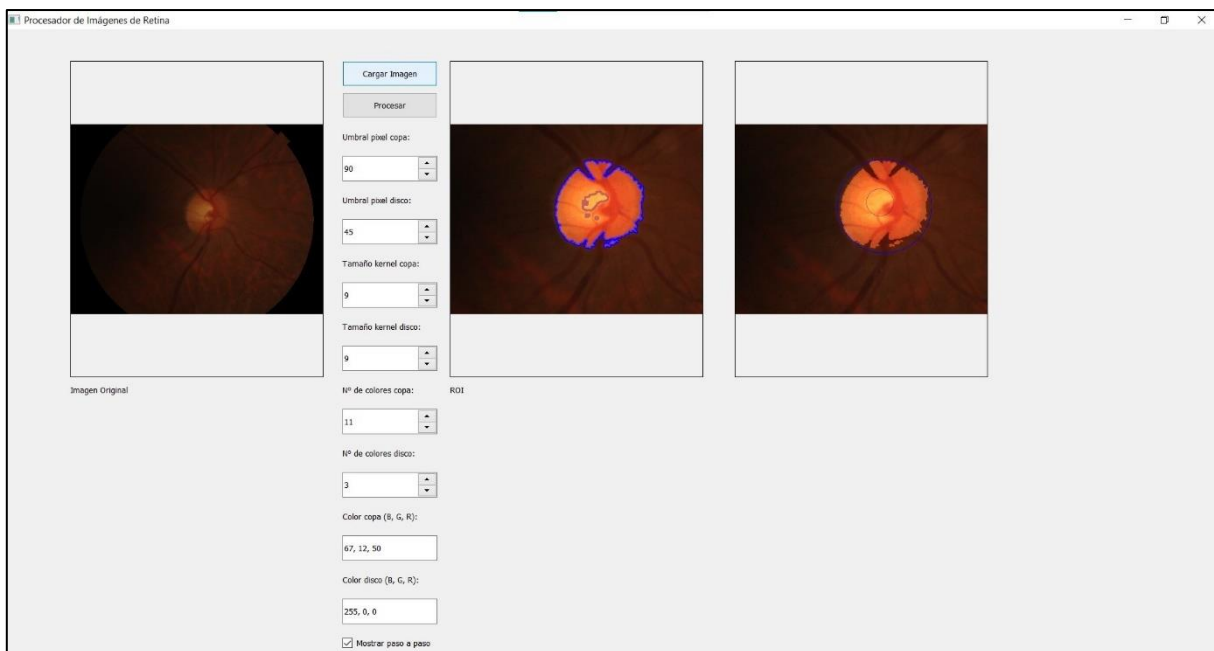 Procesador de Imágenes de Retina
Cargar Imagen
Procesar
Umbral pixel copa:
90
Umbral pixel disco:
45
Tamaño kernel copa:
9
Tamaño kernel disco:
9
Imagen Original
Nº de colores copa:
ROI
11
Nº de colores disco:
3
Color copa (B, G, R):
67, 12, 50
Color disco (B, G, R):
255, 0, 0
Mostrar paso a paso